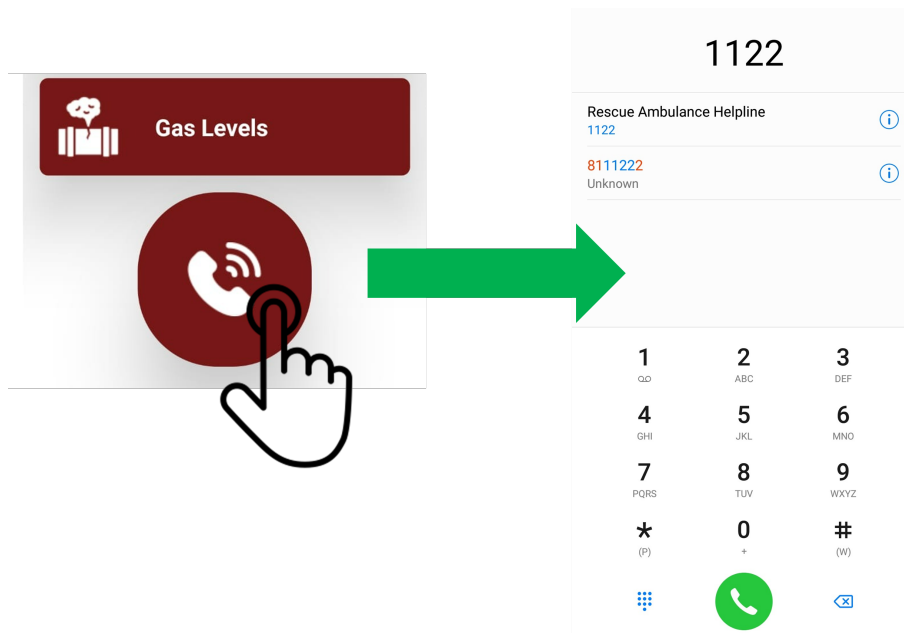 Gas Levels
1122
Rescue Ambulance Helpline
1122
8111222
Unknown
1 2 3
ABC DEF
4 5 6
GHI JKL MNO
7 8 9
PQRS TUV WXYZ
* 0 #
(P) + (W)